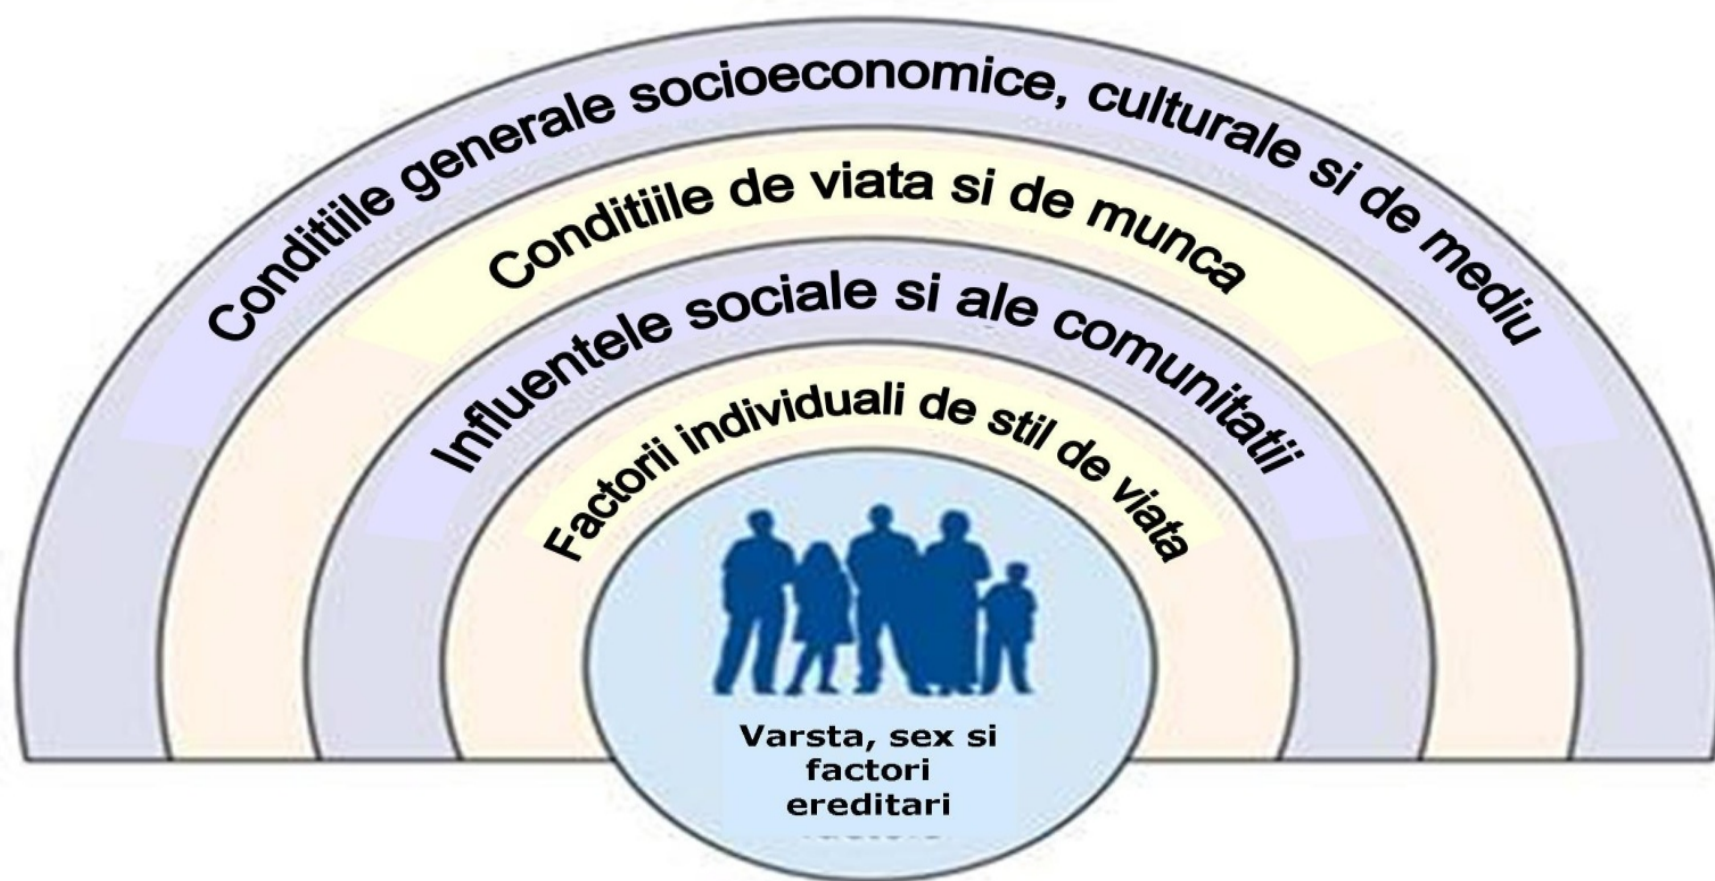 Conditiile generale socioeconomice, culturale si de mediu
Conditiile de viata si de munca
Influentele sociale si ale comunitatii
Factorii individuali de stil de viata
Varsta, sex si
factori
ereditari